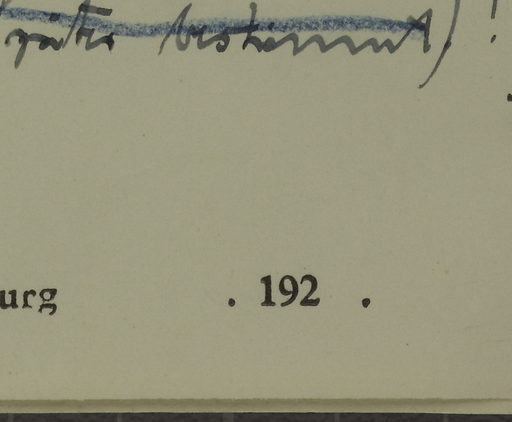 später bestimmt)!
urg . 192 .